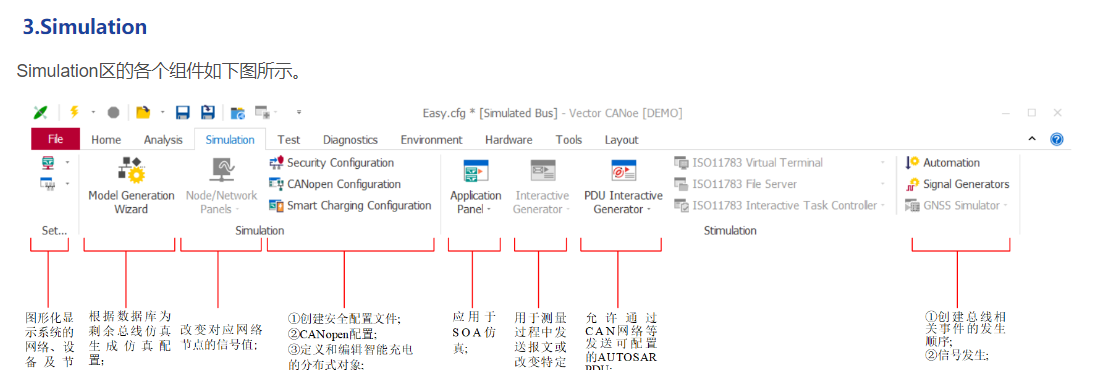 3.Simulation
Simulation区的各个组件如下图所示。
Easy.cfg * [Simulated Bus] - Vector CANoe [DEMO]
File Home Analysis Simulation Test Diagnostics Environment Hardware Tools Layout
Model Generation
Wizard
Node/Network
Panels
Security Configuration
CANopen Configuration
Smart Charging Configuration
Application
Panel
Interactive
Generator
PDU Interactive
Generator
ISO11783 Virtual Terminal
ISO11783 File Server
ISO11783 Interactive Task Controller
Automation
Signal Generators
GNSS Simulator
Set... Simulation Stimulation
图形化显
示系统的
网络、设
备及节
根据数据库为
剩余总线仿真
生成仿真配
置;
改变对应网络
节点的信号值;
①创建安全配置文件;
②CANopen配置;
③定义和编辑智能充电
的分布式对象;
应用于
SOA仿
真;
用于测量
过程中发
送报文或
改变特定
允许通过
CAN网络等
发送可配置
的AUTOSAR
PDU;
①创建总线相
关事件的发生
顺序;
②信号发生;